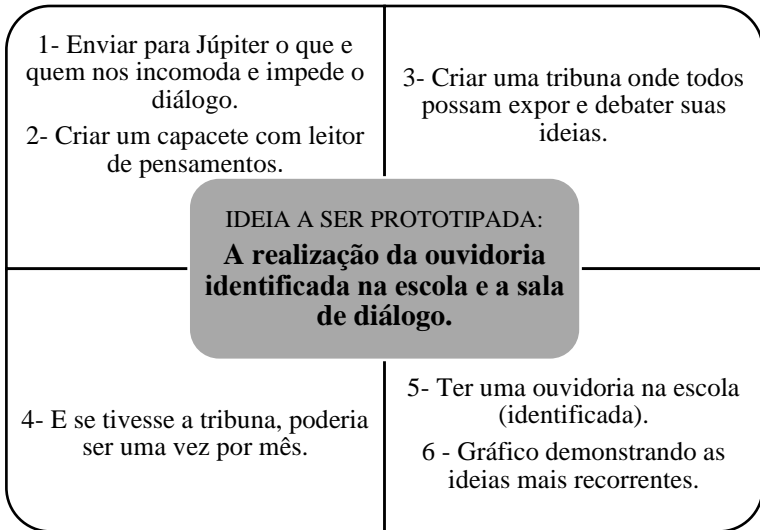 1- Enviar para Júpiter o que e
quem nos incomoda e impede o
diálogo.
2- Criar um capacete com leitor
de pensamentos.
3- Criar uma tribuna onde todos
possam expor e debater suas
ideias.
IDEIA A SER PROTOTIPADA:
A realização da ouvidoria
identificada na escola e a sala
de diálogo.
4- E se tivesse a tribuna, poderia
ser uma vez por mês.
5- Ter uma ouvidoria na escola
(identificada).
6 - Gráfico demonstrando as
ideias mais recorrentes.